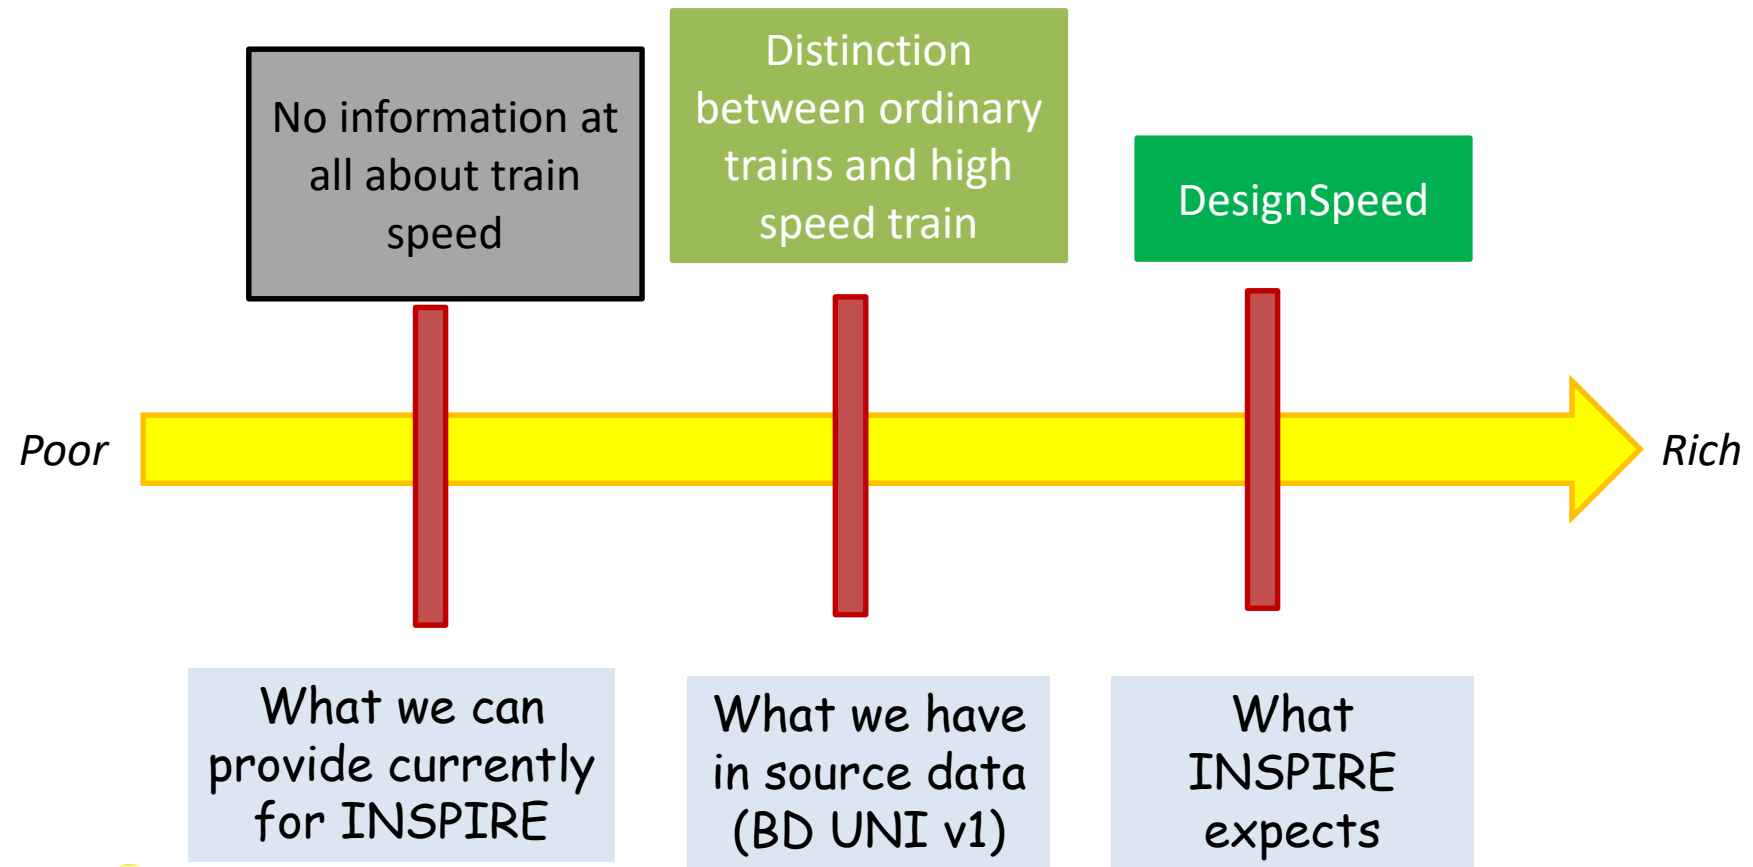 No information at
all about train
speed
Distinction
between ordinary
trains and high
speed train
DesignSpeed
Poor
Rich
What we can
provide currently
for INSPIRE
What we have
in source data
(BD UNI v1)
What
INSPIRE
expects